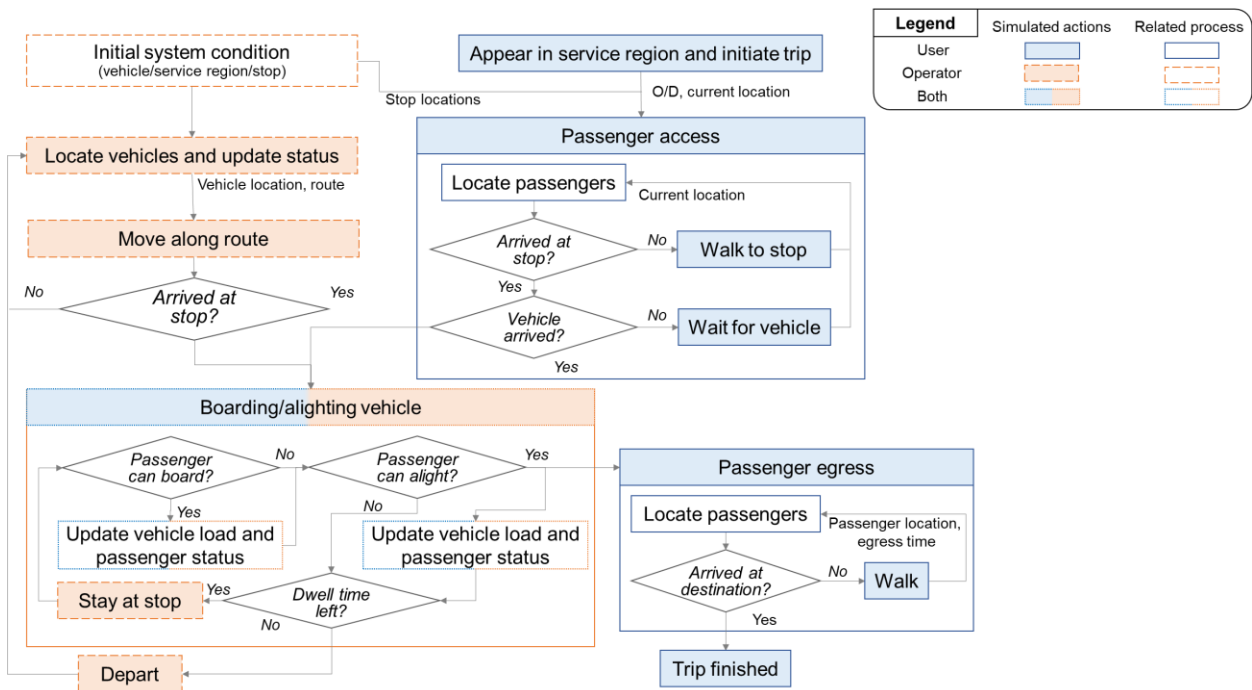 Initial system condition
(vehicle/service region/stop)
Appear in service region and initiate trip
Legend
Simulated actions
Related process
User
Operator
Both
Stop locations
O/D, current location
Locate vehicles and update status
Vehicle location, route
Move along route
No
Arrived at
stop?
Yes
Passenger access
Locate passengers
Current location
Arrived at
stop?
No
Walk to stop
Yes
Vehicle
arrived?
No
Wait for vehicle
Yes
Boarding/alighting vehicle
Passenger
can board?
No
Passenger
can alight?
Yes
Yes
No
Update vehicle load and
passenger status
Update vehicle load and
passenger status
Stay at stop
Yes
Dwell time
left?
No
Depart
Passenger egress
Locate passengers
Passenger location,
egress time
Arrived at
destination?
No
Walk
Yes
Trip finished